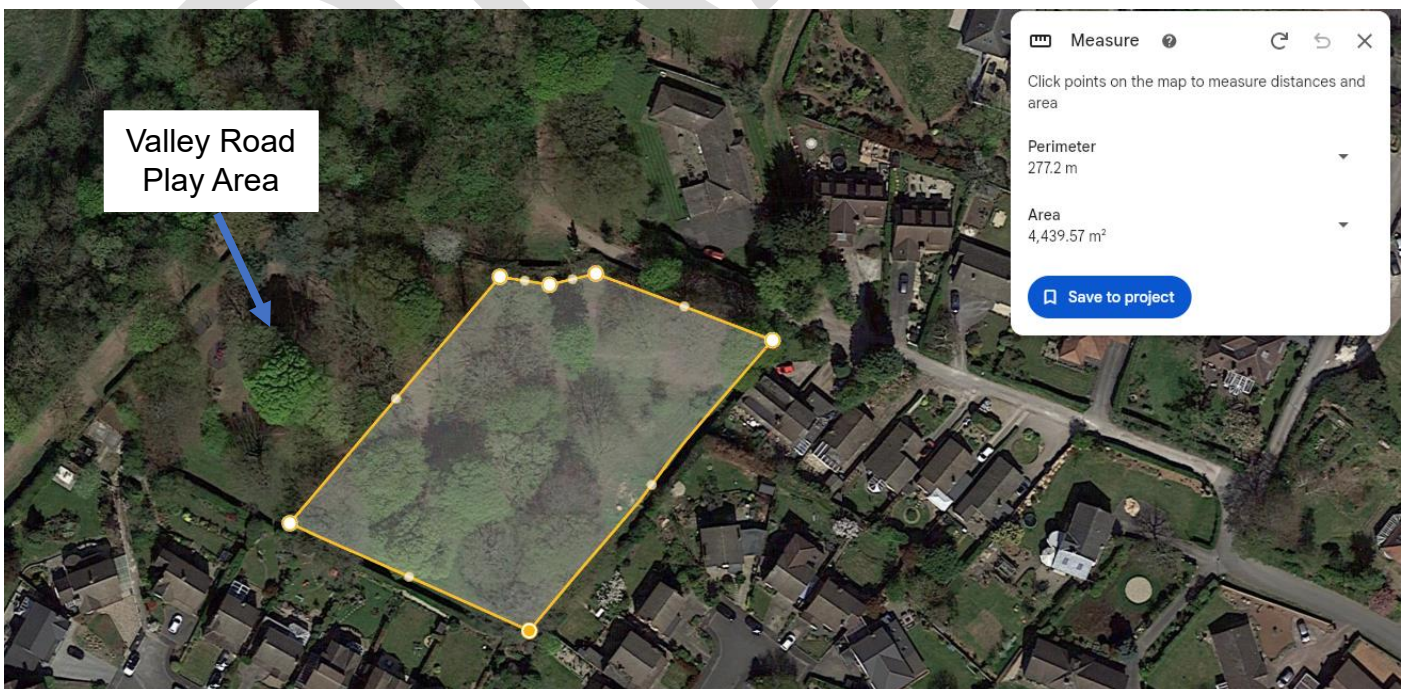 Valley Road
Play Area
Measure
Click points on the map to measure distances and
area
Perimeter
277.2 m
Area
4,439.57 m²
Save to project